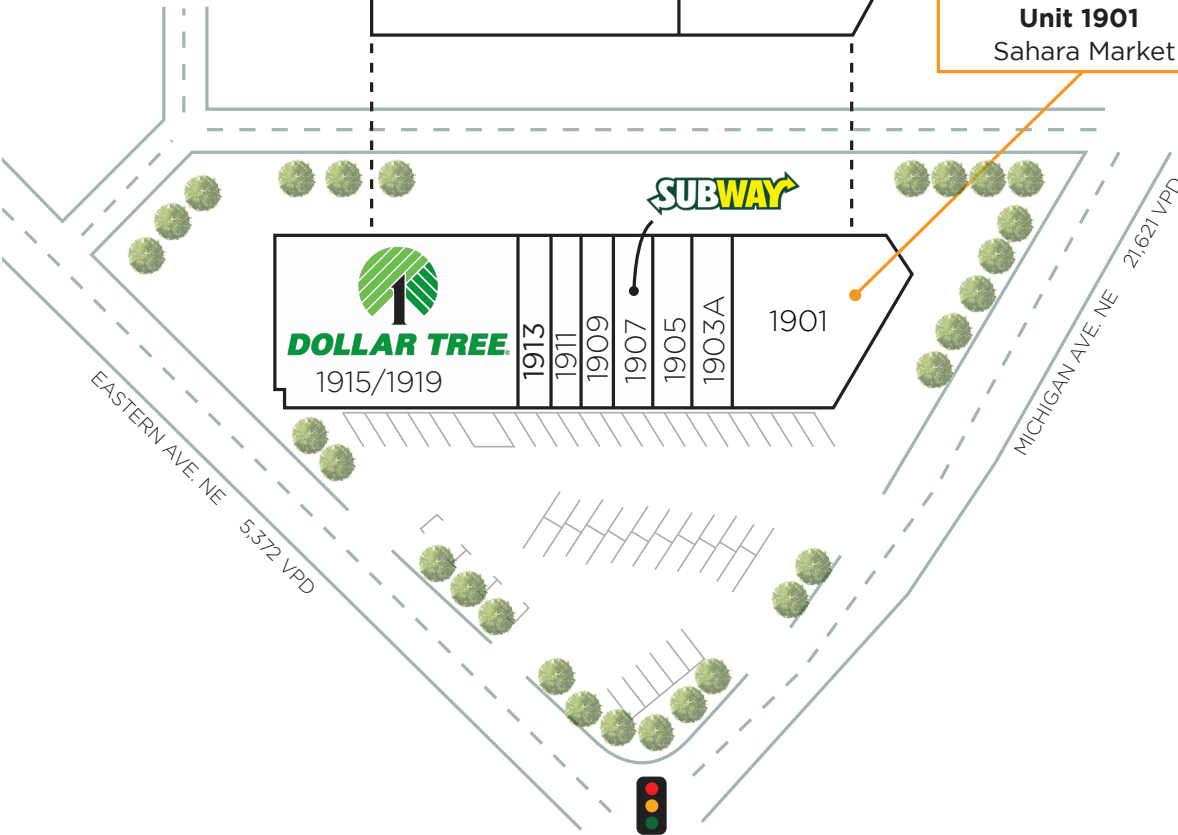 Unit 1901
Sahara Market
SUBWAY
DOLLAR TREE
1915/1919
1913
1911
1909
1907
1905
1903A
1901
EASTERN AVE. NE 5,372 VPD
MICHIGAN AVE. NE 21,621 VPD